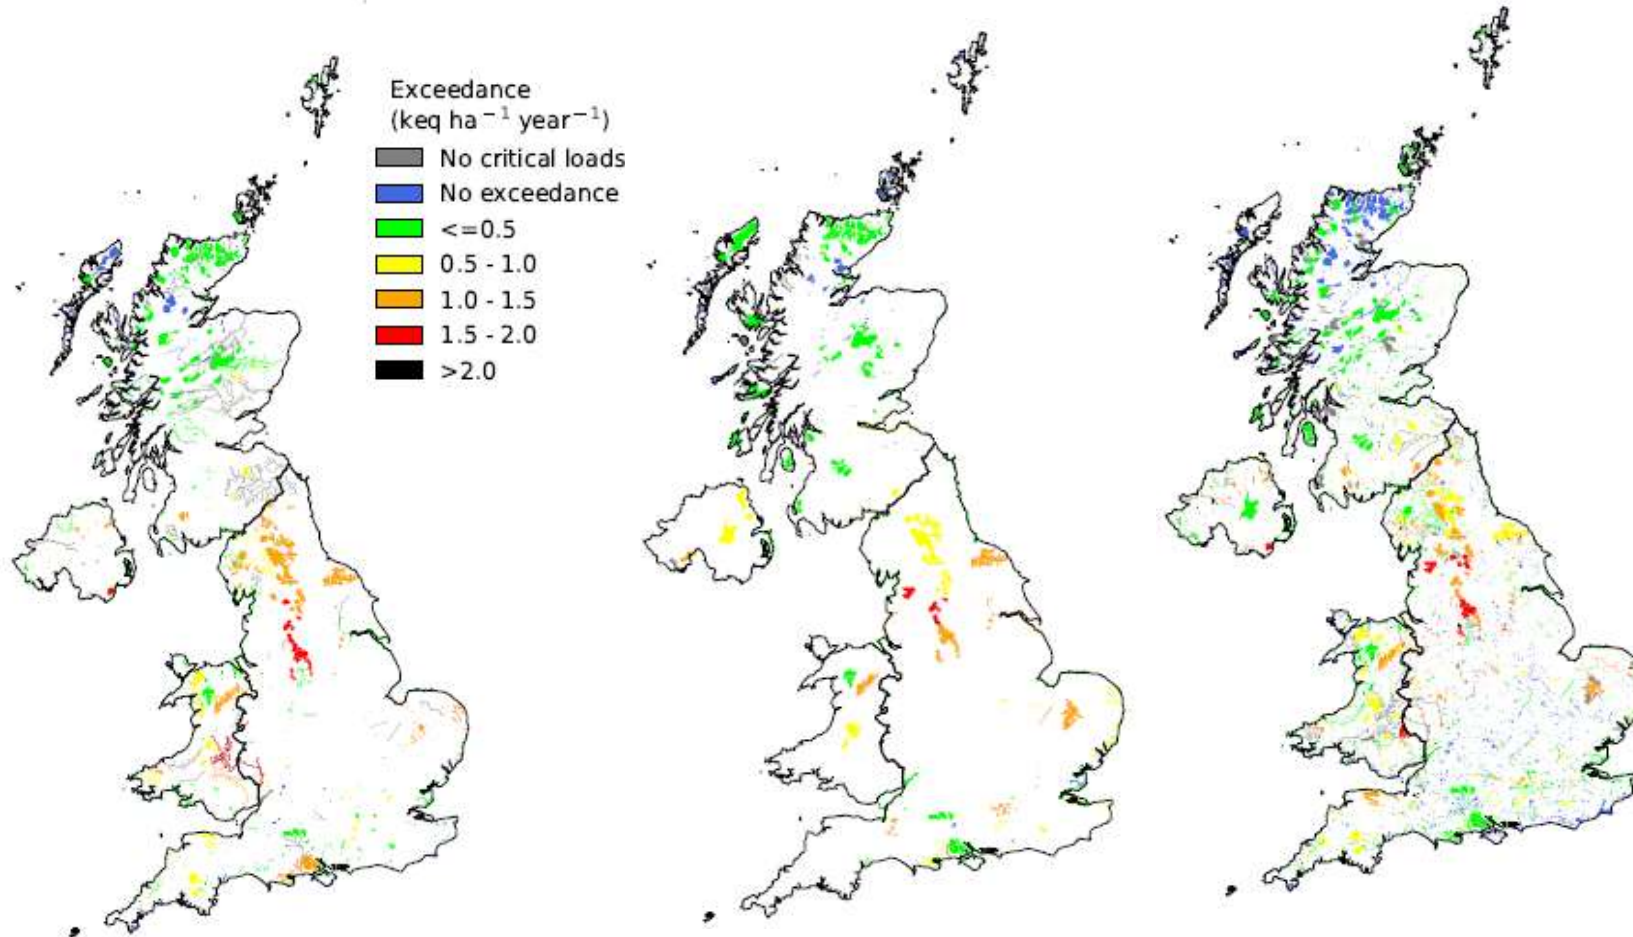 Exceedance
(keq ha⁻¹ year⁻¹)
No critical loads
No exceedance
<=0.5
0.5 - 1.0
1.0 - 1.5
1.5 - 2.0
>2.0